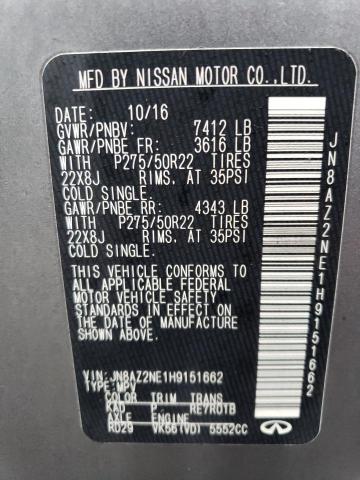 MFD BY NISSAN MOTOR CO.,LTD.
DATE: 10/16
GVWR/PNBV: 7412 LB
GAWR/PNBE FR: 3616 LB
WITH P275/50R22 TIRES
22X8J RIMS, AT 35PSI
COLD SINGLE.
GAWR/PNBE RR: 4343 LB
WITH P275/50R22 TIRES
22X8J RIMS, AT 35PSI
COLD SINGLE.
THIS VEHICLE CONFORMS TO
ALL APPLICABLE FEDERAL
MOTOR VEHICLE SAFETY
STANDARDS IN EFFECT ON
THE DATE OF MANUFACTURE
SHOWN ABOVE.
VIN: JN8AZ2NE1H9151662
TYPE: MPV
COLOR TRIM TRANS
KAD P RE7R01B
AXLE ENGINE
RD29 VK56(VD) 5552CC
JN8AZ2NE1H9151662
INFINITI